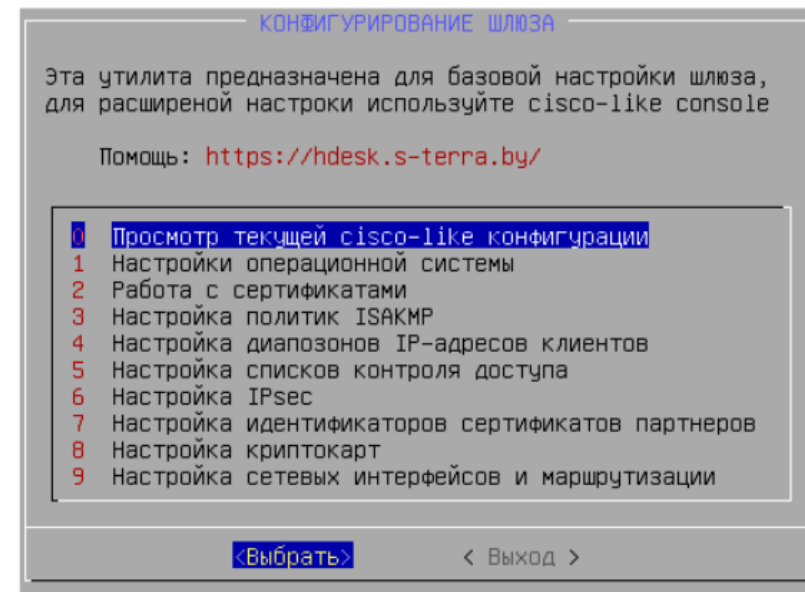 КОНФИГУРИРОВАНИЕ ШЛЮЗА
Эта утилита предназначена для базовой настройки шлюза,
для расширеной настроки используйте cisco-like console
Помощь: https://hdesk.s-terra.by/
0 Просмотр текущей cisco-like конфигурации
1 Настройки операционной системы
2 Работа с сертификатами
3 Настройка политик ISAKMP
4 Настройка диапозонов IP-адресов клиентов
5 Настройка списков контроля доступа
6 Настройка IPsec
7 Настройка идентификаторов сертификатов партнеров
8 Настройка криптокарт
9 Настройка сетевых интерфейсов и маршрутизации
<Выбрать> < Выход >